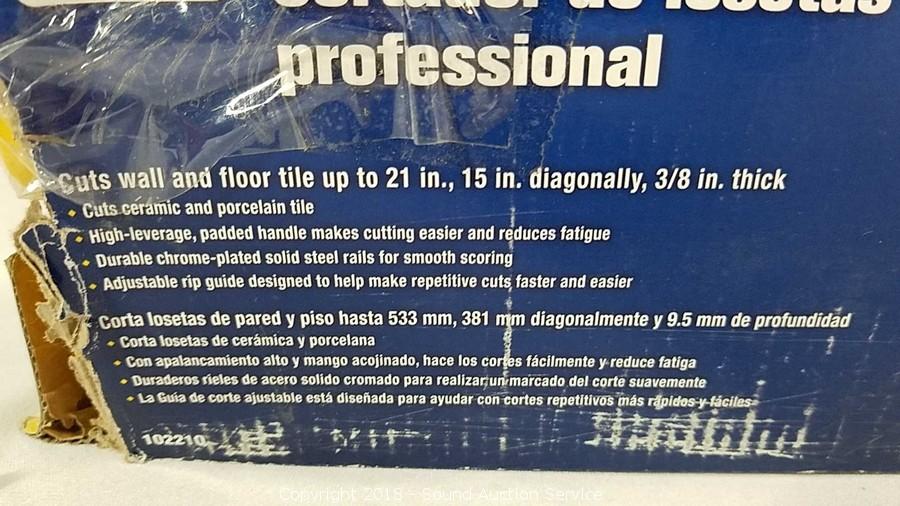 Cortador de losetas
professional
Cuts wall and floor tile up to 21 in., 15 in. diagonally, 3/8 in. thick
• Cuts ceramic and porcelain tile
• High-leverage, padded handle makes cutting easier and reduces fatigue
• Durable chrome-plated solid steel rails for smooth scoring
• Adjustable rip guide designed to help make repetitive cuts faster and easier
Corta losetas de pared y piso hasta 533 mm, 381 mm diagonalmente y 9.5 mm de profundidad
• Corta losetas de cerámica y porcelana
• Con apalancamiento alto y mango acojinado, hace los cortes fácilmente y reduce fatiga
• Duraderos rieles de acero solido cromado para realizar un marcado del corte suavemente
• La Guía de corte ajustable está diseñada para ayudar con cortes repetitivos más rápidos y fáciles
102210
Copyright 2018 - Sound Auction Service